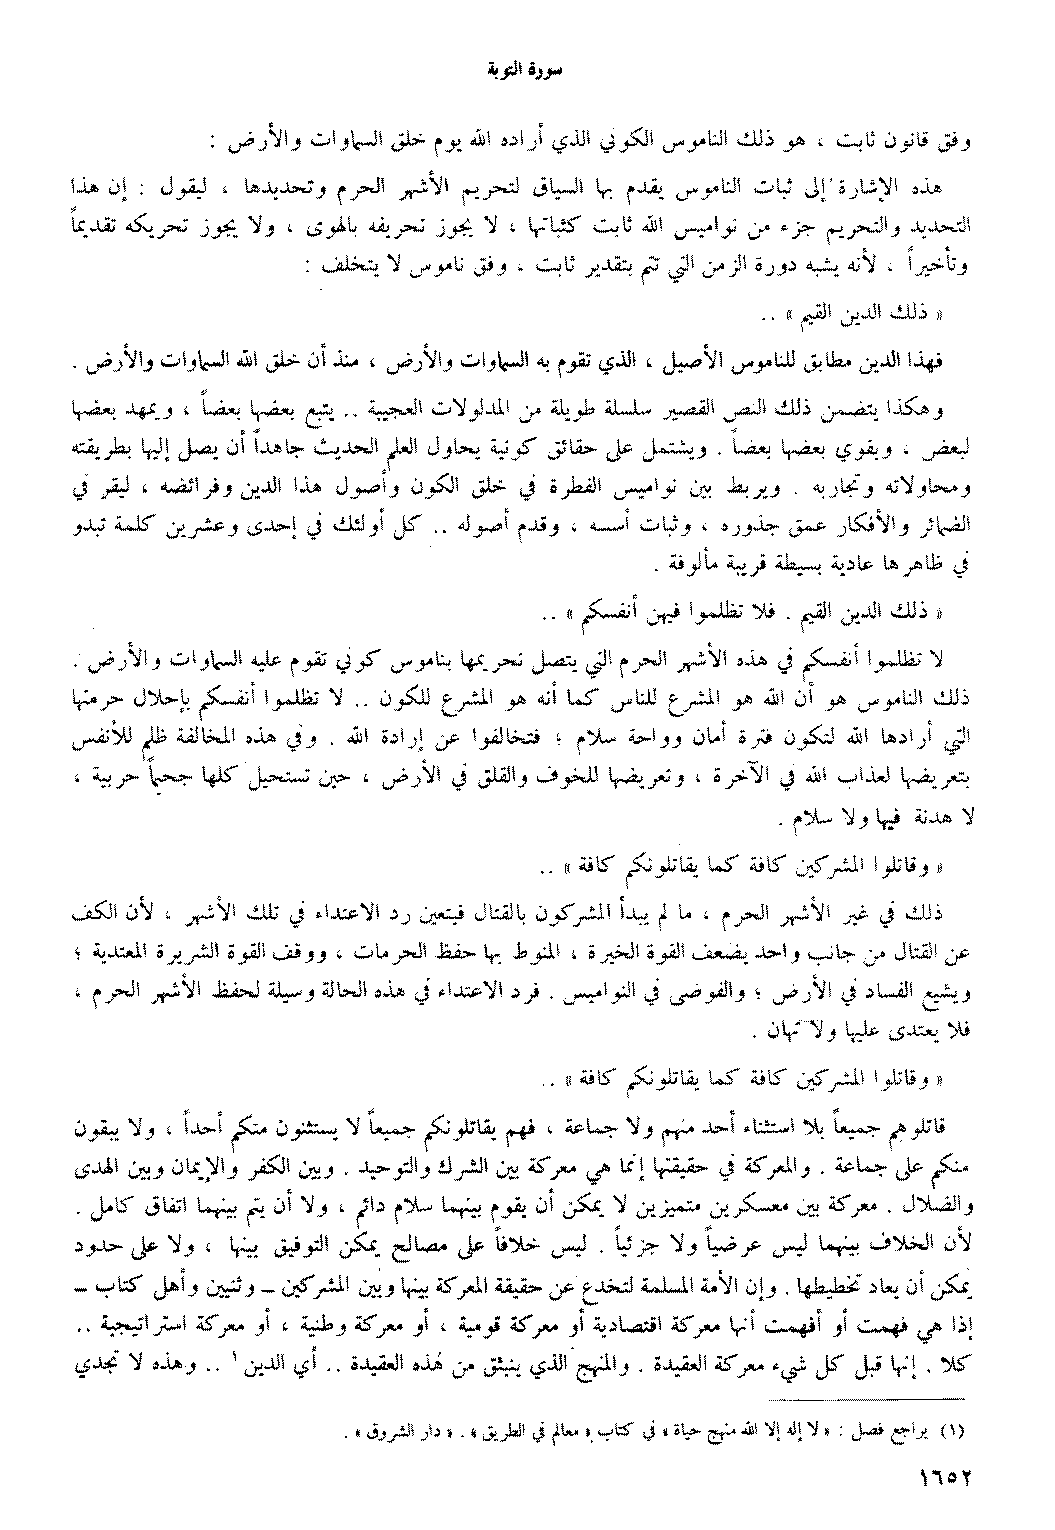 سورة التوبة
وفق قانون ثابت ، هو ذلك الناموس الكوني الذي أراده الله يوم خلق السماوات والأرض :
هذه الإشارة إلى ثبات الناموس يقدم بها السياق لتحريم الأشهر الحرم وتحديدها ، ليقول : إن هذا
التحديد والتحريم جزء من نواميس الله ثابت كثباتها ، لا يجوز تحريفه بالهوى ، ولا يجوز تحريكه تقديماً
وتأخيراً ، لأنه يشبه دورة الزمن التي تتم بتقدير ثابت ، وفق ناموس لا يتخلف :
« ذلك الدين القيم » ..
فهذا الدين مطابق للناموس الأصيل ، الذي تقوم به السماوات والأرض ، منذ أن خلق الله السماوات والأرض .
وهكذا يتضمن ذلك النص القصير سلسلة طويلة من المدلولات العجيبة .. يتبع بعضها بعضاً ، ويمهد بعضها
لبعض ، ويقوي بعضها بعضاً . ويشتمل على حقائق كونية يحاول العلم الحديث جاهداً أن يصل إليها بطريقته
ومحاولاته وتجاربه . ويربط بين نواميس الفطرة في خلق الكون وأصول هذا الدين وفرائضه ، ليقر في
الضمائر والأفكار عمق جذوره ، وثبات أسسه ، وقدم أصوله .. كل أولئك في إحدى وعشرين كلمة تبدو
في ظاهرها عادية بسيطة قريبة مألوفة .
« ذلك الدين القيم . فلا تظلموا فيهن أنفسكم » ..
لا تظلموا أنفسكم في هذه الأشهر الحرم التي يتصل تحريمها بناموس كوني تقوم عليه السماوات والأرض .
ذلك الناموس هو أن الله هو المشرع للناس كما أنه هو المشرع للكون .. لا تظلموا أنفسكم بإحلال حرمتها
التي أرادها الله لتكون فترة أمان وواحة سلام ؛ فتخالفوا عن إرادة الله . وفي هذه المخالفة ظلم للأنفس
بتعريضها لعذاب الله في الآخرة ، وتعريضها للخوف والقلق في الأرض ، حين تستحيل كلها جحيماً حربية ،
لا هدنة فيها ولا سلام .
« وقاتلوا المشركين كافة كما يقاتلونكم كافة » ..
ذلك في غير الأشهر الحرم ، ما لم يبدأ المشركون بالقتال فيتعين رد الاعتداء في تلك الأشهر ، لأن الكف
عن القتال من جانب واحد يضعف القوة الخيرة ، المنوط بها حفظ الحرمات ، ووقف القوة الشريرة المعتدية ؛
ويشيع الفساد في الأرض ؛ والفوضى في النواميس . فرد الاعتداء في هذه الحالة وسيلة لحفظ الأشهر الحرم ،
فلا يعتدى عليها ولا تهان .
« وقاتلوا المشركين كافة كما يقاتلونكم كافة » ..
قاتلوهم جميعاً بلا استثناء أحد منهم ولا جماعة ، فهم يقاتلونكم جميعاً لا يستثنون منكم أحداً ، ولا يبقون
منكم على جماعة . والمعركة في حقيقتها إنما هي معركة بين الشرك والتوحيد . وبين الكفر والإيمان وبين الهدى
والضلال . معركة بين معسكرين متميزين لا يمكن أن يقوم بينهما سلام دائم ، ولا أن يتم بينهما اتفاق كامل .
لأن الخلاف بينهما ليس عرضياً ولا جزئياً . ليس خلافاً على مصالح يمكن التوفيق بينها ، ولا على حدود
يمكن أن يعاد تخطيطها . وإن الأمة المسلمة لتخدع عن حقيقة المعركة بينها وبين المشركين – وثنيين وأهل كتاب –
إذا هي فهمت أو أفهمت أنها معركة اقتصادية أو معركة قومية ، أو معركة وطنية ، أو معركة استراتيجية ..
كلا . إنها قبل كل شيء معركة العقيدة . والمنهج الذي ينبثق من هذه العقيدة .. أي الدين ١ .. وهذه لا تجدي
(١) يراجع فصل : « لا إله إلا الله منهج حياة » في كتاب « معالم في الطريق » . « دار الشروق » .
١٦٥٢